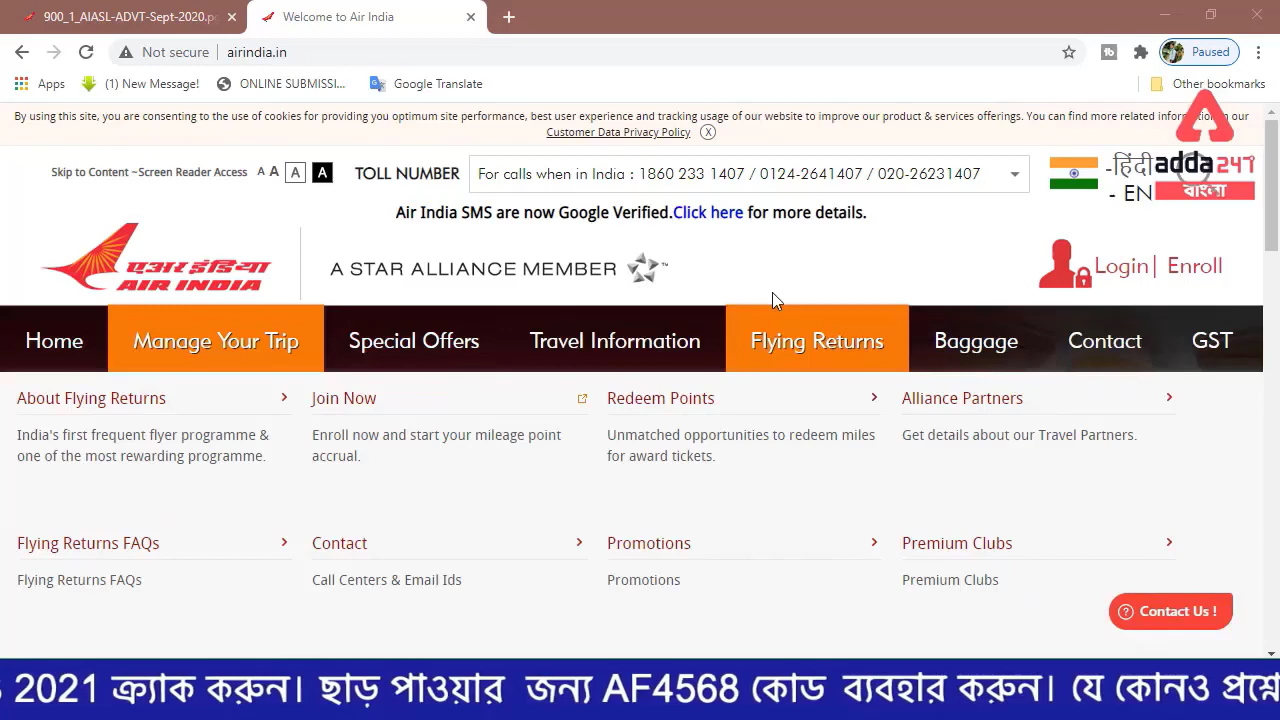 900_1_AIASL-ADVT-Sept-2020.p
Welcome to Air India
Not secure
airindia.in
Paused
Apps
(1) New Message!
ONLINE SUBMISSI...
Google Translate
Other bookmarks
By using this site, you are consenting to the use of cookies for providing you optimum site performance, best user experience and tracking usage of our website to improve our product & services offerings. You can find more related information our
Customer Data Privacy Policy (X)
Skip to Content ~Screen Reader Access A A A A
TOLL NUMBER
For calls when in India : 1860 233 1407 / 0124-2641407 / 020-26231407
-हिंदी
- EN
adda 247
বাংলা
Air India SMS are now Google Verified.Click here for more details.
एअर इंडिया
AIR INDIA
A STAR ALLIANCE MEMBER
Login| Enroll
Home Manage Your Trip Special Offers Travel Information Flying Returns Baggage Contact GST
About Flying Returns
Join Now
Redeem Points
Alliance Partners
India's first frequent flyer programme &
one of the most rewarding programme.
Enroll now and start your mileage point
accrual.
Unmatched opportunities to redeem miles
for award tickets.
Get details about our Travel Partners.
Flying Returns FAQs
Contact
Promotions
Premium Clubs
Flying Returns FAQs
Call Centers & Email Ids
Promotions
Premium Clubs
Contact Us !
2021 ক্র্যাক করুন। ছাড় পাওয়ার জন্য AF4568 কোড ব্যবহার করুন। যে কোনও প্রশ্নে